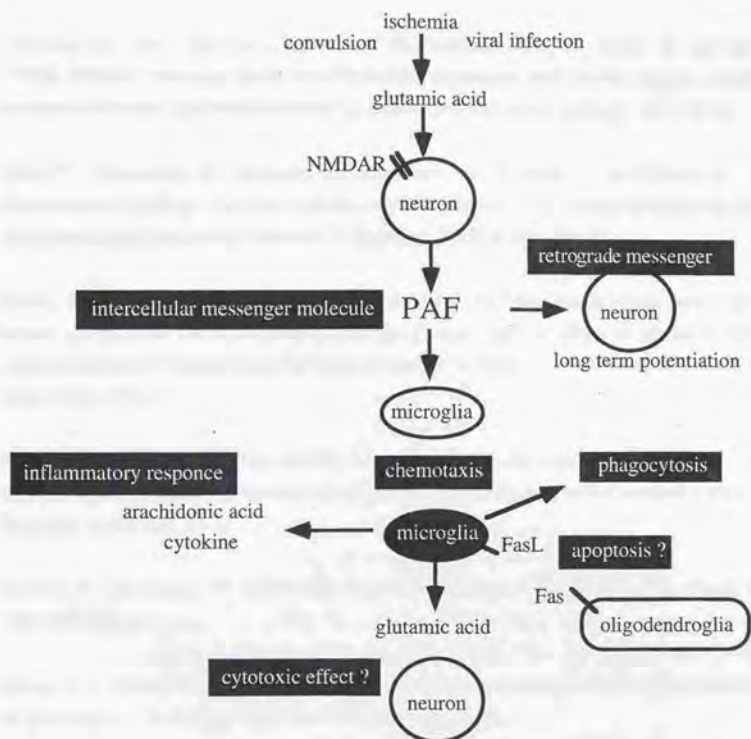 ischemia
convulsion
viral infection
glutamic acid
NMDAR
neuron
retrograde messenger
intercellular messenger molecule
PAF
neuron
long term potentiation
microglia
inflammatory responce
chemotaxis
phagocytosis
arachidonic acid
cytokine
microglia
FasL
apoptosis ?
Fas
oligodendroglia
glutamic acid
cytotoxic effect ?
neuron